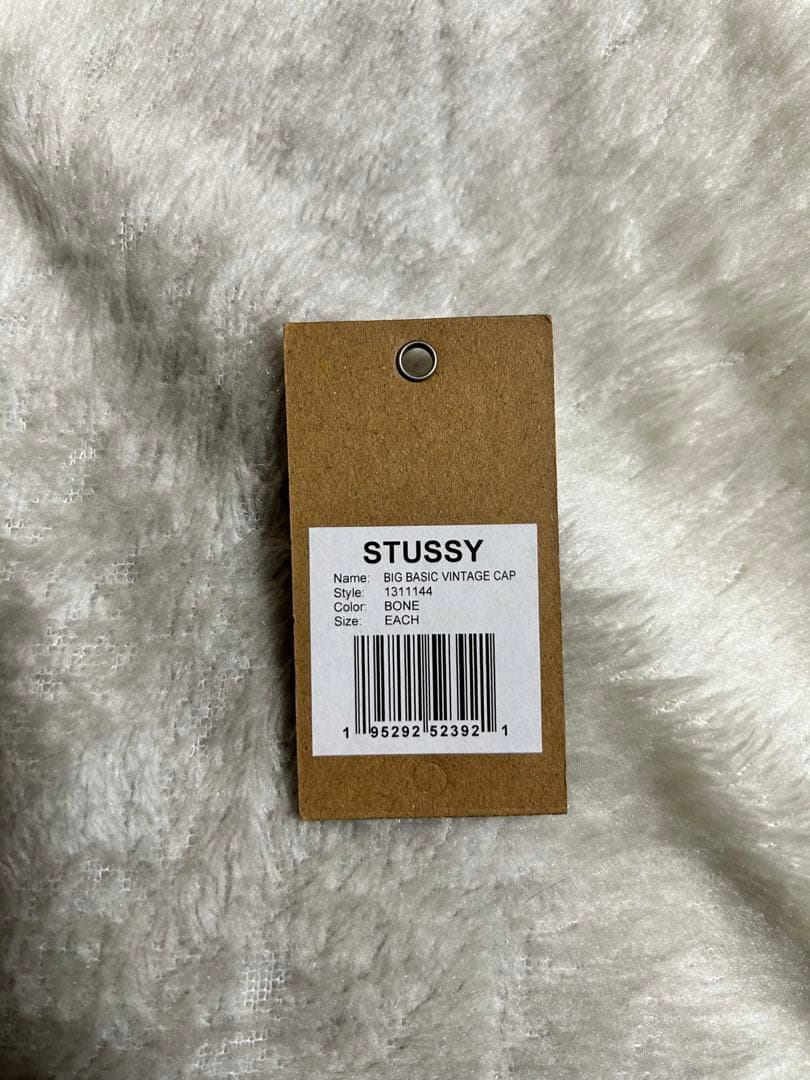 STUSSY
Name: BIG BASIC VINTAGE CAP
Style: 1311144
Color: BONE
Size: EACH
1 95292 52392 1